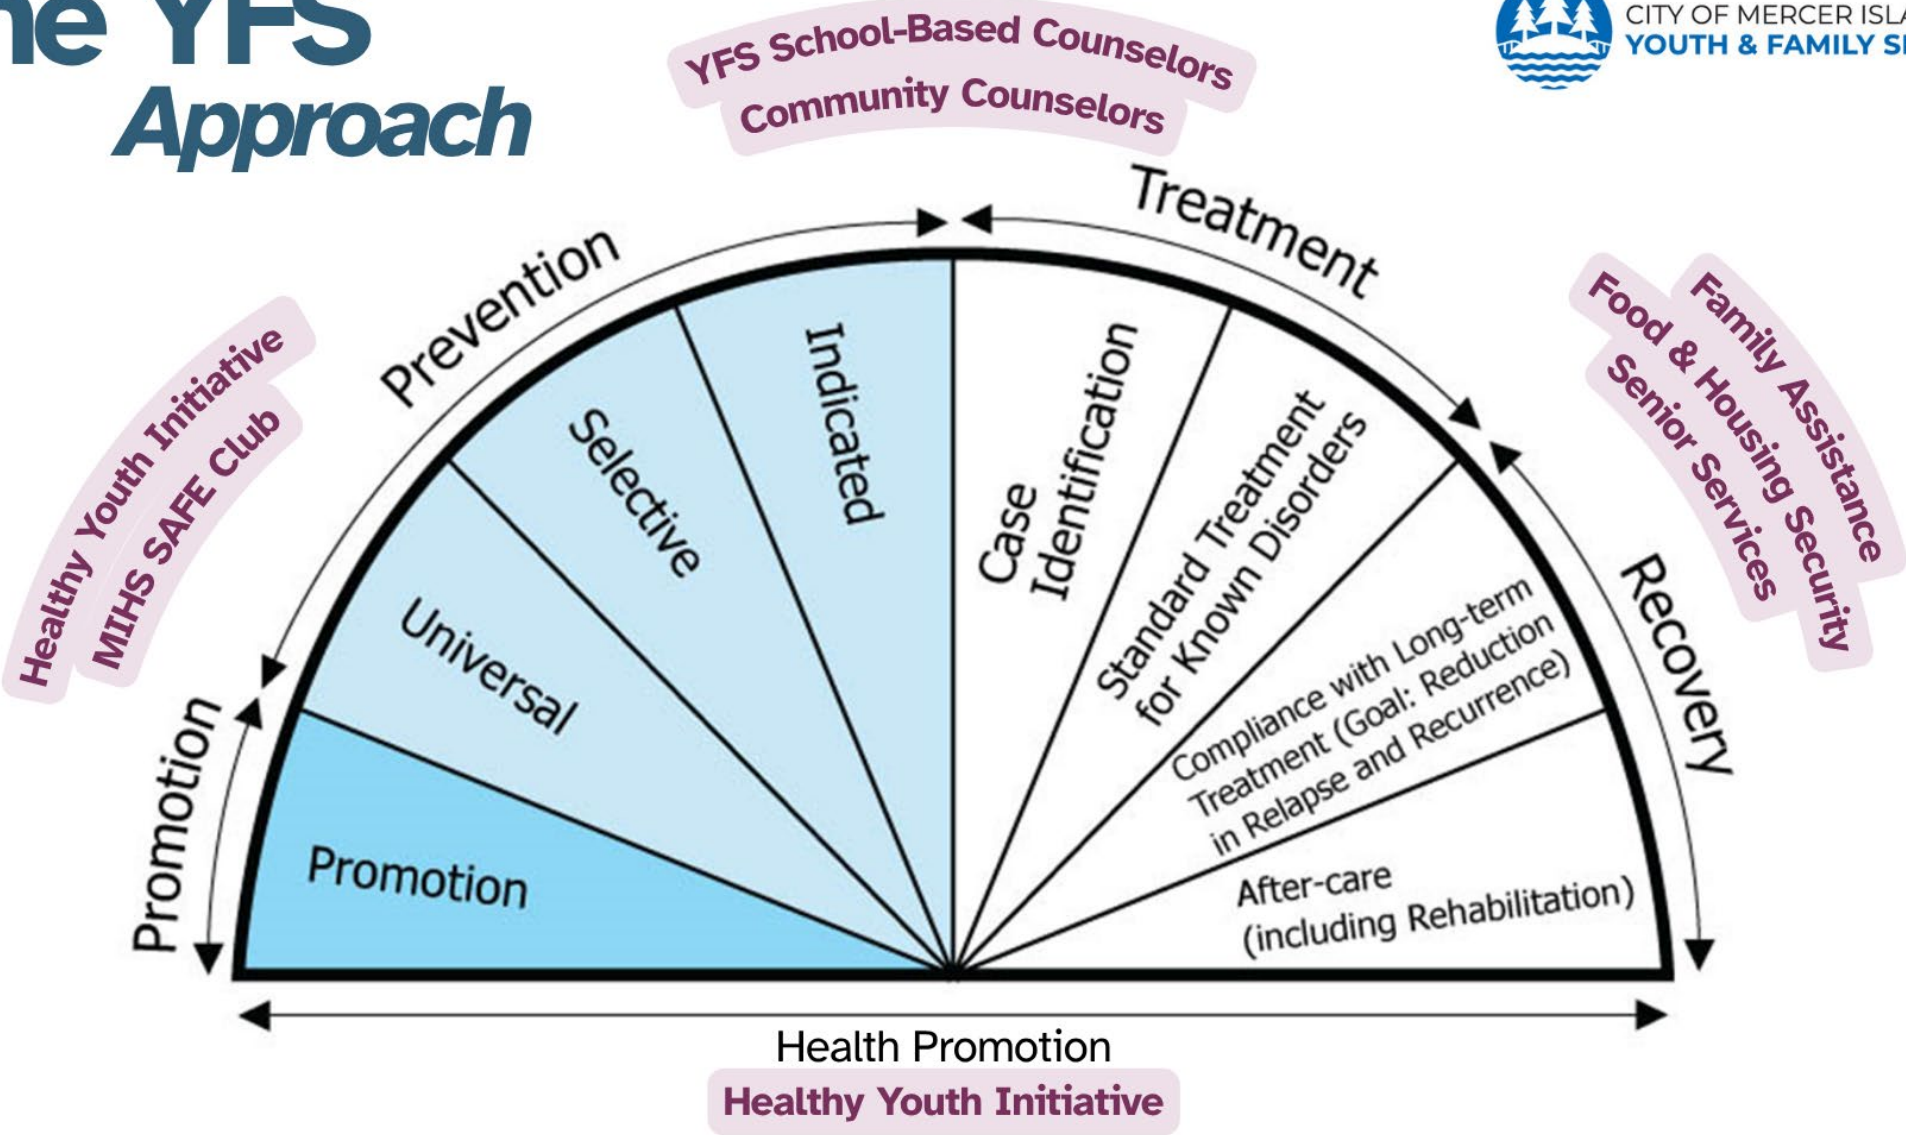 YFS
Approach
CITY OF MERCER
YOUTH & FAMILY
YFS School-Based Counselors
Community Counselors
Healthy Youth Initiative
MIHS SAFE Club
Family Assistance
Food & Housing Security
Senior Services
Promotion
Prevention
Treatment
Recovery
Promotion
Universal
Selective
Indicated
Case
Identification
Standard Treatment
for Known Disorders
Compliance with Long-term
Treatment (Goal: Reduction
in Relapse and Recurrence)
After-care
(including Rehabilitation)
Health Promotion
Healthy Youth Initiative